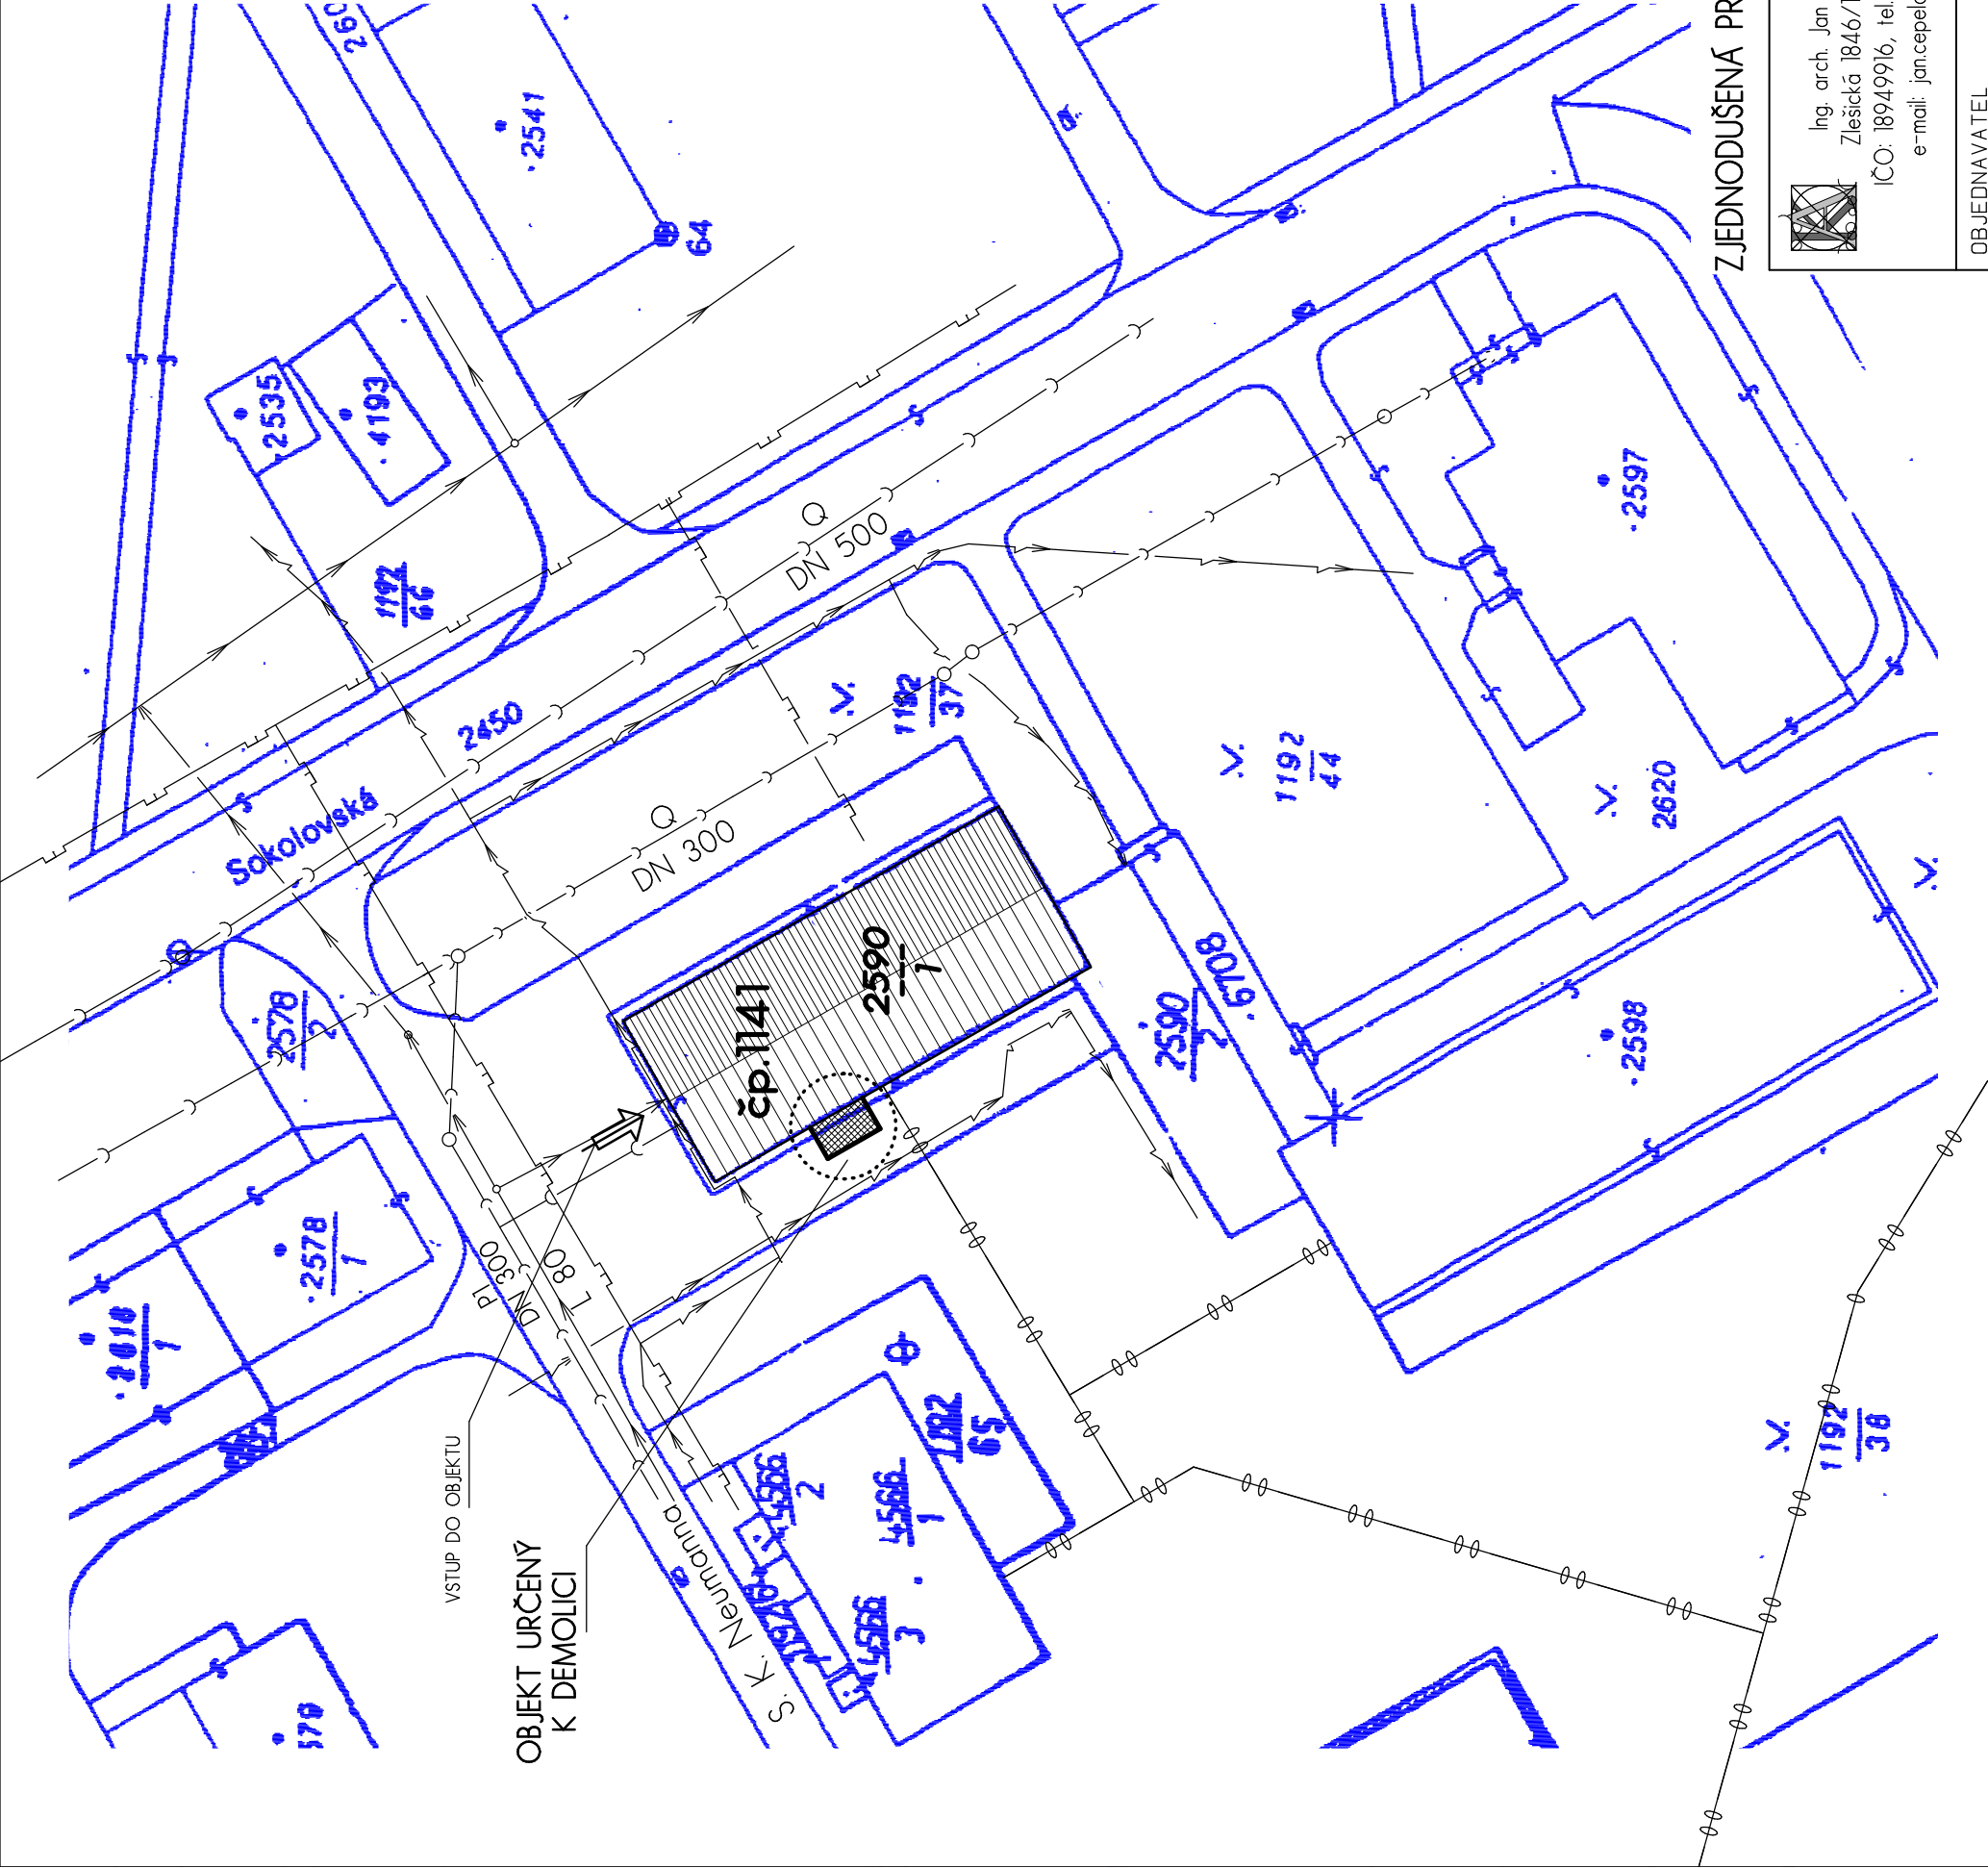 2541
64
2535
4193
1192
66
Sokolovská
2450
Q
DN 500
Q
DN 300
1192
37
1192
44
2597
2620
2578
2
2578
1
čp.1141
2590
1
2590
2
6708
2598
PL 300
L 80
VSTUP DO OBJEKTU
OBJEKT URČENÝ
K DEMOLICI
S. K. Neumanna
4566
2
4566
1
4566
3
65
1192
38
ZJEDNODUŠENÁ PR
Ing. arch. Jan
Zlešická 1846/1
IČO: 18949916, tel.
e-mail: jan.cepel
OBJEDNAVATEL